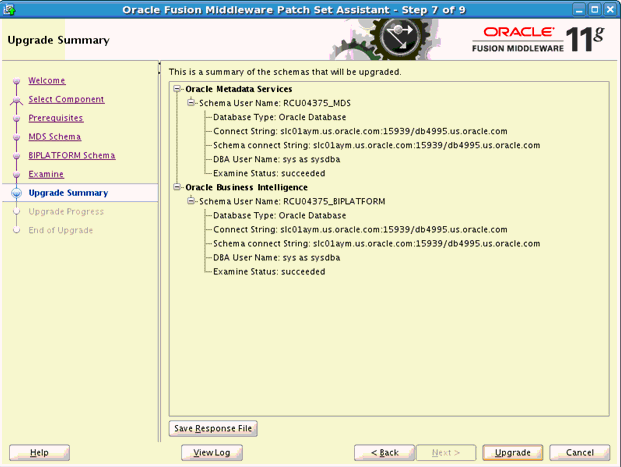 Oracle Fusion Middleware Patch Set Assistant - Step 7 of 9
Upgrade Summary
ORACLE
FUSION MIDDLEWARE 11g
Welcome
Select Component
Prerequisites
MDS Schema
BIPLATFORM Schema
Examine
Upgrade Summary
Upgrade Progress
End of Upgrade
This is a summary of the schemas that will be upgraded.
Oracle Metadata Services
Schema User Name: RCU04375_MDS
Database Type: Oracle Database
Connect String: slc01aym.us.oracle.com:15939/db4995.us.oracle.com
Schema connect String: slc01aym.us.oracle.com:15939/db4995.us.oracle.com
DBA User Name: sys as sysdba
Examine Status: succeeded
Oracle Business Intelligence
Schema User Name: RCU04375_BIPLATFORM
Database Type: Oracle Database
Connect String: slc01aym.us.oracle.com:15939/db4995.us.oracle.com
Schema connect String: slc01aym.us.oracle.com:15939/db4995.us.oracle.com
DBA User Name: sys as sysdba
Examine Status: succeeded
Save Response File
Help
View Log
< Back
Next >
Upgrade
Cancel